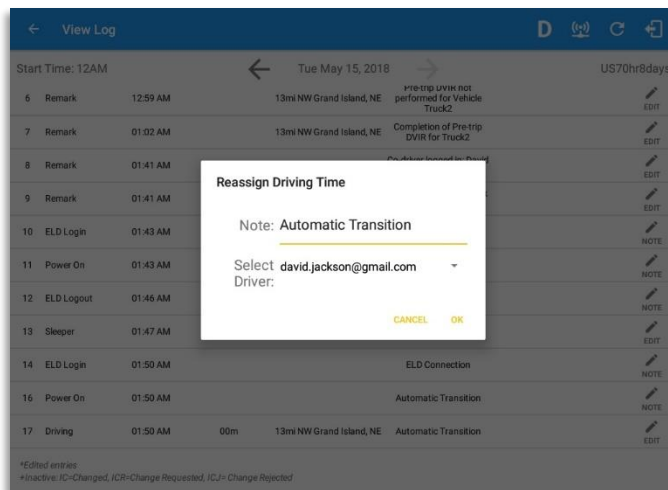 View Log D
Start Time: 12AM Tue May 15, 2018 US70hr8days
6 Remark 12:59 AM 13mi NW Grand Island, NE Pre-trip DVIR not performed for Vehicle Truck2 EDIT
7 Remark 01:02 AM 13mi NW Grand Island, NE Completion of Pre-trip DVIR for Truck2 EDIT
8 Remark 01:41 AM Co-driver logged in: David EDIT
9 Remark 01:41 AM EDIT
10 ELD Login 01:43 AM NOTE
11 Power On 01:43 AM NOTE
12 ELD Logout 01:46 AM NOTE
13 Sleeper 01:47 AM EDIT
14 ELD Login 01:50 AM ELD Connection NOTE
16 Power On 01:50 AM Automatic Transition NOTE
17 Driving 01:50 AM 00m 13mi NW Grand Island, NE Automatic Transition EDIT
*Edited entries
+Inactive: IC=Changed, ICR=Change Requested, ICJ= Change Rejected
Reassign Driving Time
Note: Automatic Transition
Select david.jackson@gmail.com
Driver:
CANCEL OK